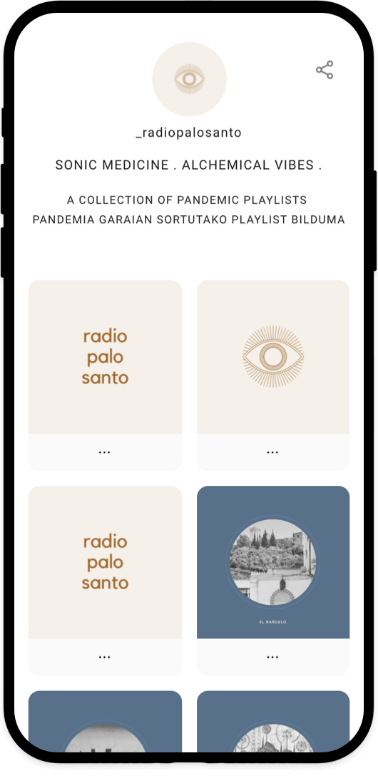 _radiopalosanto
SONIC MEDICINE . ALCHEMICAL VIBES .
A COLLECTION OF PANDEMIC PLAYLISTS
PANDEMIA GARAIAN SORTUTAKO PLAYLIST BILDUMA
radio
palo
santo
...
...
radio
palo
santo
EL BAÑUELO
...
...